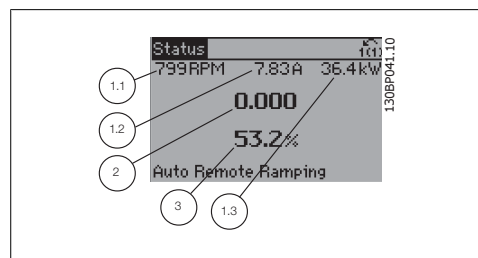 Status
1(1)
799RPM 7.83A 36.4kW
0.000
53.2%
Auto Remote Ramping
1.1
1.2
2
3
1.3
130BP041.10